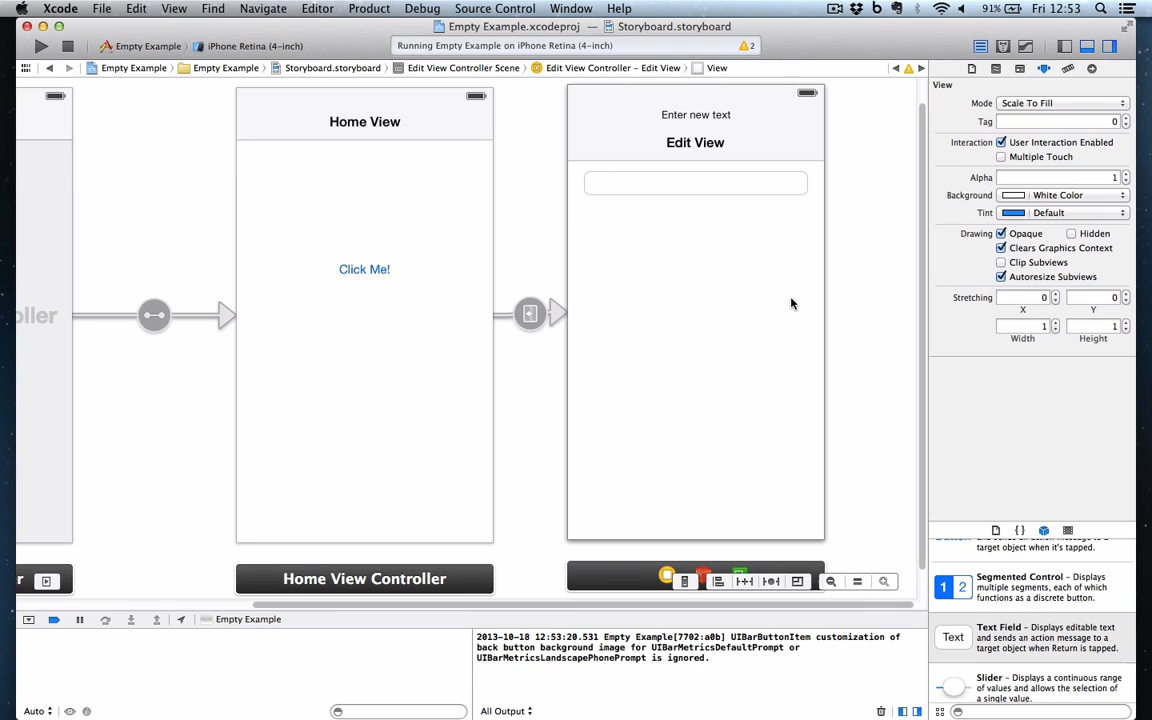 Xcode File Edit View Find Navigate Editor Product Debug Source Control Window Help 91% Fri 12:53
Empty Example.xcodeproj — Storyboard.storyboard
Empty Example iPhone Retina (4-inch) Running Empty Example on iPhone Retina (4-inch) 2
Empty Example Empty Example Storyboard.storyboard Edit View Controller Scene Edit View Controller – Edit View View
Home View
Enter new text
Edit View
Click Me!
Home View Controller
View
Mode Scale To Fill
Tag 0
Interaction User Interaction Enabled
Multiple Touch
Alpha 1
Background White Color
Tint Default
Drawing Opaque Hidden
Clears Graphics Context
Clip Subviews
Autoresize Subviews
Stretching 0 0
X Y
1 1
Width Height
target object when it's tapped.
1 2
Segmented Control – Displays
multiple segments, each of which
functions as a discrete button.
Text
Text Field – Displays editable text
and sends an action message to a
target object when Return is tapped.
Slider – Displays a continuous range
of values and allows the selection of
a single value.
Empty Example
2013-10-18 12:53:20.531 Empty Example[7702:a0b] UIBarButtonItem customization of
back button background image for UIBarMetricsDefaultPrompt or
UIBarMetricsLandscapePhonePrompt is ignored.
Auto
All Output